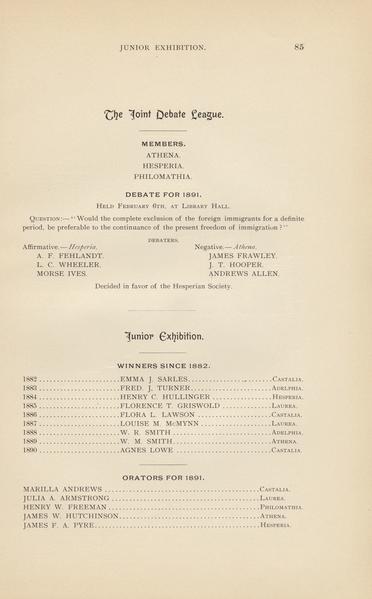 JUNIOR EXHIBITION. 85
The Joint Debate League.
MEMBERS.
ATHENA.
HESPERIA.
PHILOMATHIA.
DEBATE FOR 1891.
HELD FEBRUARY 6TH, AT LIBRARY HALL.
QUESTION:—"Would the complete exclusion of the foreign immigrants for a definite
period, be preferable to the continuance of the present freedom of immigration?"
DEBATERS.
Affirmative.—Hesperia. Negative.—Athena.
A. F. FEHLANDT. JAMES FRAWLEY.
L. C. WHEELER. J. T. HOOPER.
MORSE IVES. ANDREWS ALLEN.
Decided in favor of the Hesperian Society.
Junior Exhibition.
WINNERS SINCE 1882.
1882....................EMMA J. SARLES.....................CASTALIA.
1883....................FRED. J. TURNER....................ADELPHIA.
1884....................HENRY C. HULLINGER...............HESPERIA.
1885....................FLORENCE T. GRISWOLD............LAUREA.
1886....................FLORA L. LAWSON...................CASTALIA.
1887....................LOUISE M. McMYNN.................LAUREA.
1888....................W. R. SMITH.........................ADELPHIA.
1889....................W. M. SMITH.........................ATHENA.
1890....................AGNES LOWE.........................CASTALIA.
ORATORS FOR 1891.
MARILLA ANDREWS.......................................CASTALIA.
JULIA A. ARMSTRONG.....................................LAUREA.
HENRY W. FREEMAN......................................PHILOMATHIA.
JAMES W. HUTCHINSON...................................ATHENA.
JAMES F. A. PYRE..........................................HESPERIA.